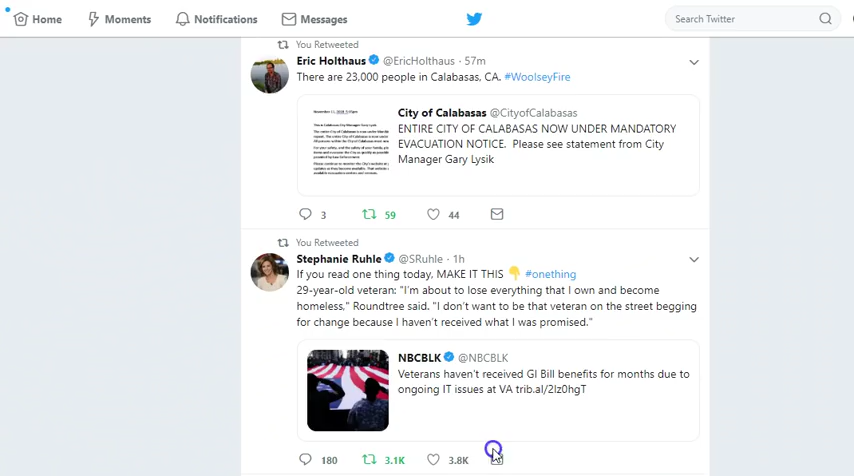 Home Moments Notifications Messages Search Twitter
You Retweeted
Eric Holthaus @EricHolthaus · 57m
There are 23,000 people in Calabasas, CA. #WoolseyFire
City of Calabasas @CityofCalabasas
ENTIRE CITY OF CALABASAS NOW UNDER MANDATORY
EVACUATION NOTICE.  Please see statement from City
Manager Gary Lysik
3 59 44
You Retweeted
Stephanie Ruhle @SRuhle · 1h
If you read one thing today, MAKE IT THIS 👇 #onething
29-year-old veteran: "I'm about to lose everything that I own and become
homeless," Roundtree said. "I don't want to be that veteran on the street begging
for change because I haven't received what I was promised."
NBCBLK @NBCBLK
Veterans haven't received GI Bill benefits for months due to
ongoing IT issues at VA trib.al/2lz0hgT
180 3.1K 3.8K